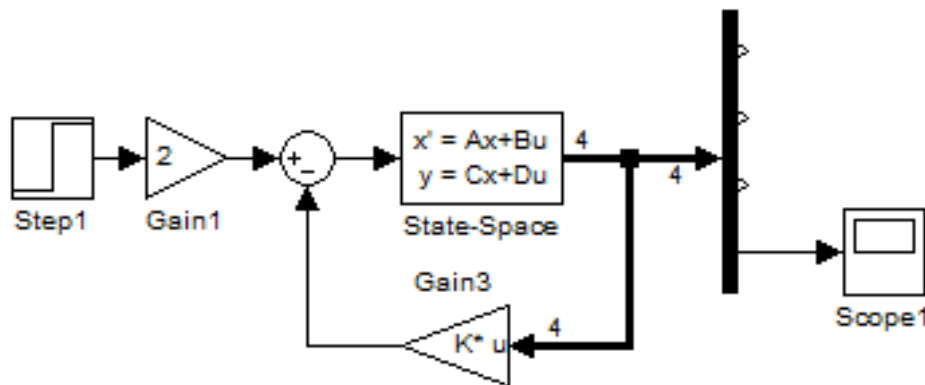 Step1
2
Gain1
+
−
x' = Ax+Bu
y = Cx+Du
State-Space
4
4
Gain3
K* u
4
Scope1